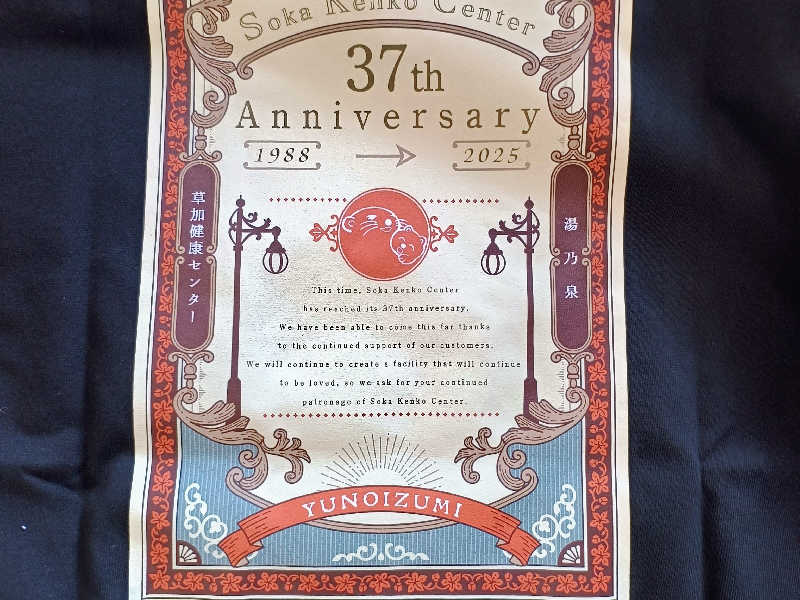 Soka Kenko Center
37th
Anniversary
1988 → 2025
草加健康センター
湯乃泉
This time, Soka Kenko Center
has reached its 37th anniversary.
We have been able to come this far thanks
to the continued support of our customers.
We will continue to create a facility that will continue
to be loved, so we ask for your continued
patronage of Soka Kenko Center.
YUNOIZUMI